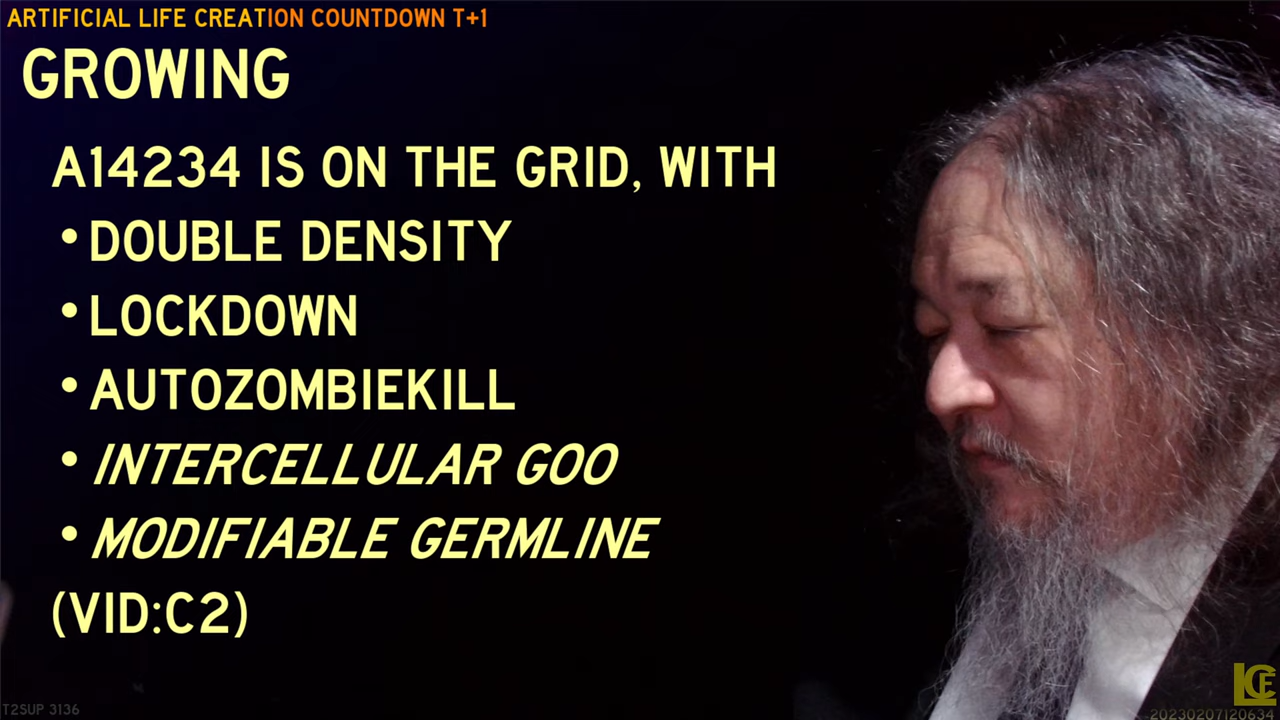 ARTIFICIAL LIFE CREATION COUNTDOWN T+1
GROWING
A14234 IS ON THE GRID, WITH
• DOUBLE DENSITY
• LOCKDOWN
• AUTOZOMBIEKILL
• INTERCELLULAR GOO
• MODIFIABLE GERMLINE
(VID:C2)
T2SUP 3136
20230207120634